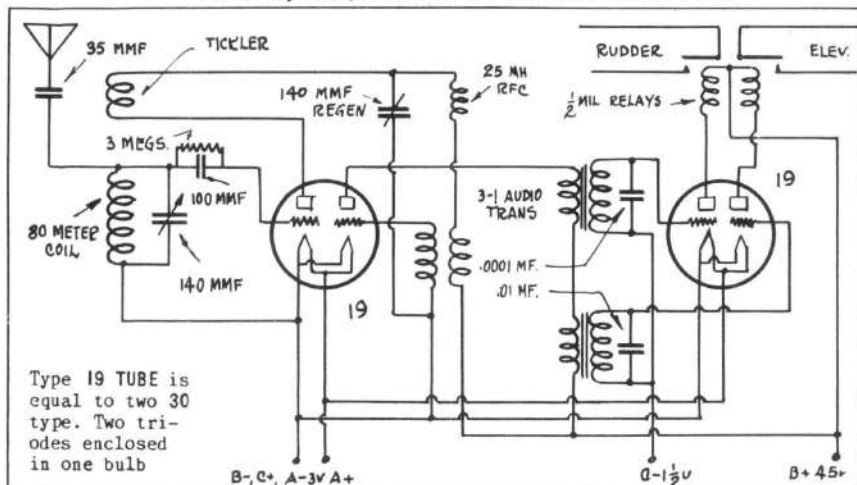 35 MMF
TICKLER
140 MMF
REGEN
25 MH
RFC
RUDDER
ELEV.
½ MIL RELAYS
3 MEGS.
100 MMF
80 METER
COIL
140 MMF
19
3-1 AUDIO
TRANS
.0001 MF.
.01 MF.
19
Type 19 TUBE is
equal to two 30
type. Two tri-
odes enclosed
in one bulb
B-, C+, A-3V A+
C-1½V
B+45V